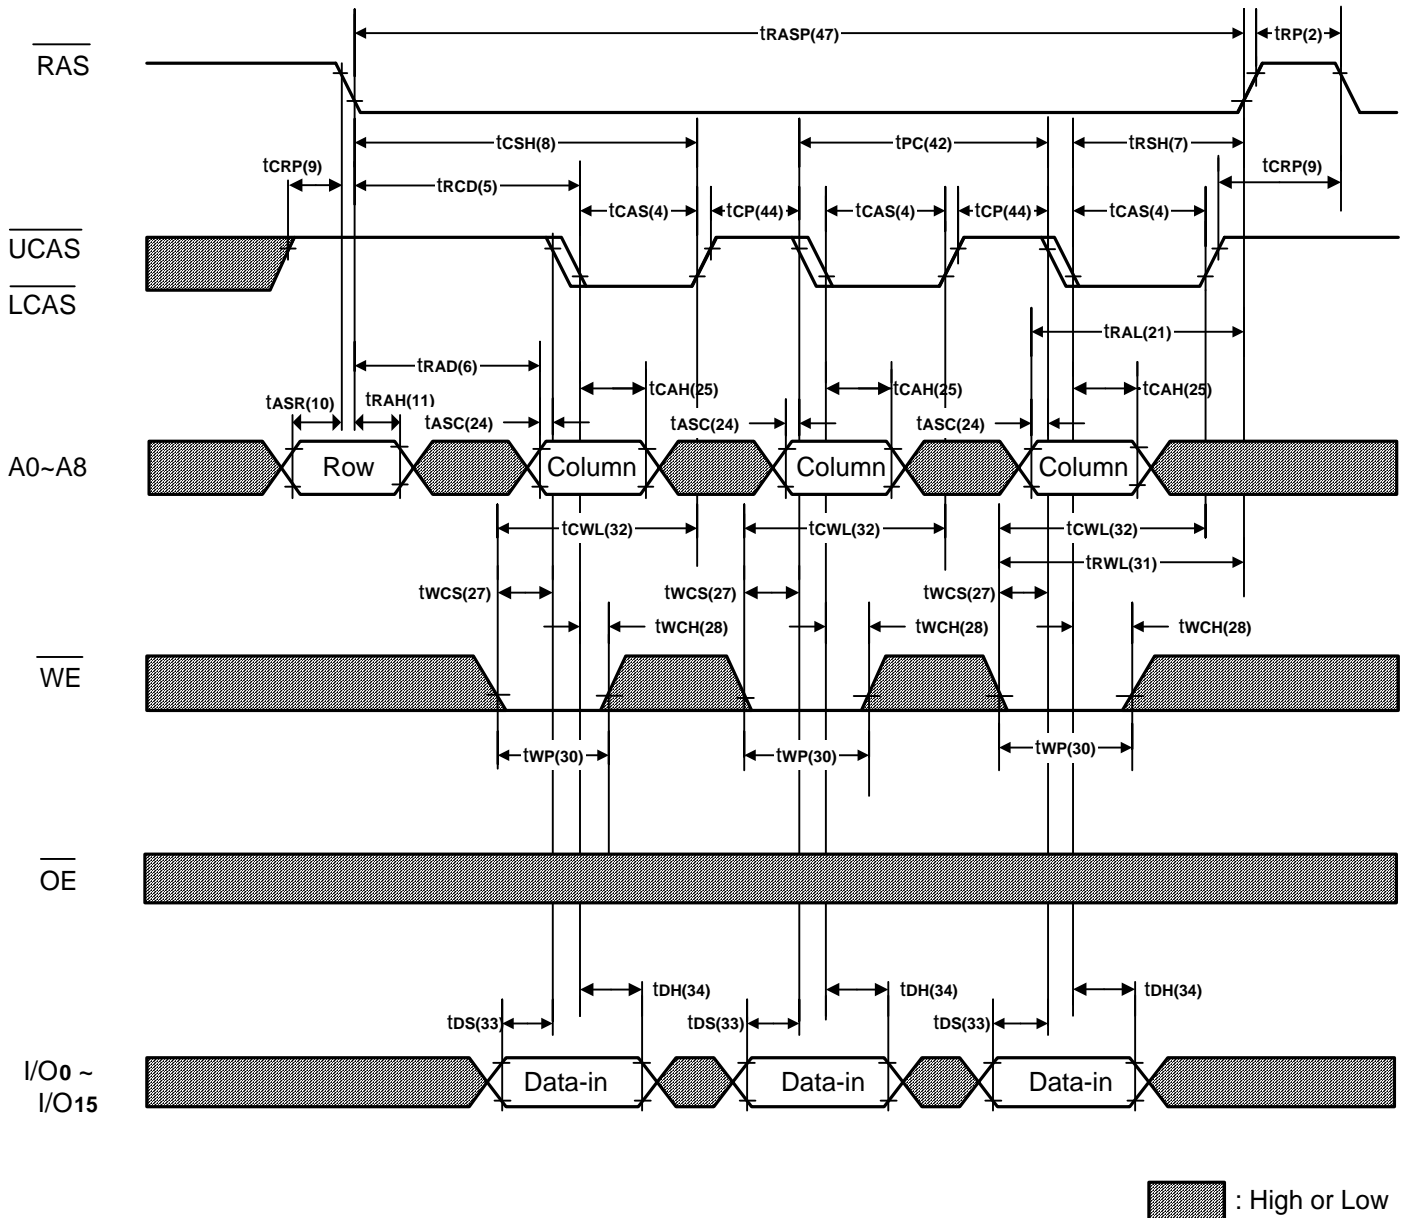 tRASP(47) tRP(2)
RAS
tCSH(8) tPC(42) tRSH(7)
tCRP(9) tCRP(9)
tRCD(5)
tCAS(4) tCP(44) tCAS(4) tCP(44) tCAS(4)
UCAS
LCAS
tRAL(21)
tRAD(6)
tCAH(25) tCAH(25) tCAH(25)
tASR(10) tRAH(11)
tASC(24) tASC(24) tASC(24)
A0~A8 Row Column Column Column
tCWL(32) tCWL(32) tCWL(32)
tRWL(31)
tWCS(27) tWCS(27) tWCS(27)
tWCH(28) tWCH(28) tWCH(28)
WE
tWP(30) tWP(30) tWP(30)
OE
tDH(34) tDH(34) tDH(34)
tDS(33) tDS(33) tDS(33)
I/O0 ~ Data-in Data-in Data-in
I/O15
: High or Low